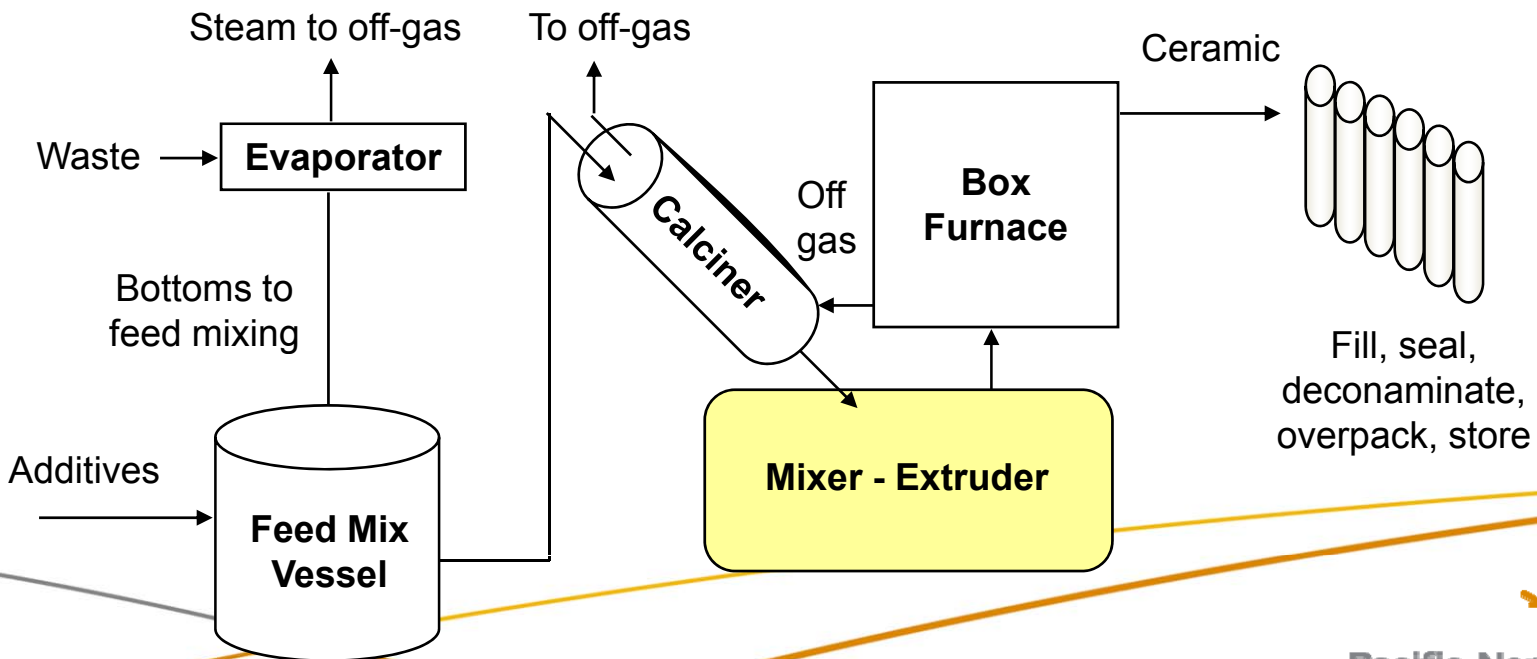 Steam to off-gas
To off-gas
Ceramic
Waste
Evaporator
Calciner
Off
gas
Box
Furnace
Bottoms to
feed mixing
Fill, seal,
deconaminate,
overpack, store
Additives
Mixer - Extruder
Feed Mix
Vessel